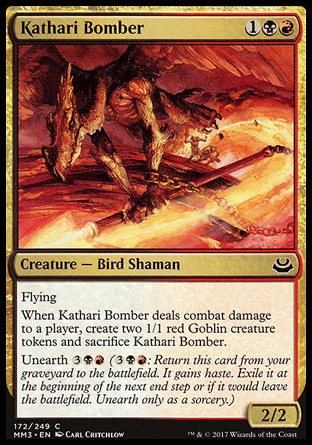 Kathari Bomber 1
Creature — Bird Shaman
Flying
When Kathari Bomber deals combat damage
to a player, create two 1/1 red Goblin creature
tokens and sacrifice Kathari Bomber.
Unearth 3 (3 : Return this card from your
graveyard to the battlefield. It gains haste. Exile it
at the beginning of the next end step or if it would
leave the battlefield. Unearth only as a sorcery.)
2/2
172/249 C
MM3 • EN Carl Critchlow
™ & © 2017 Wizards of the Coast